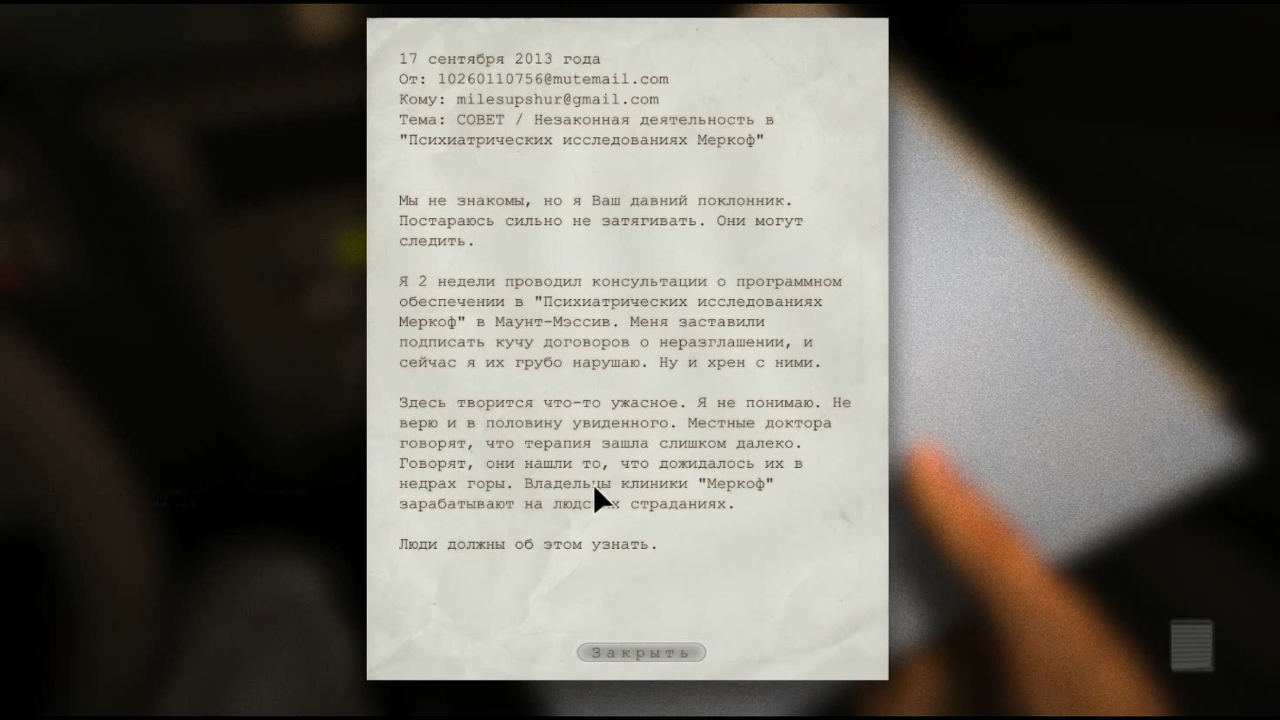 17 сентября 2013 года
От: 10260110756@mutemail.com
Кому: milesupshur@gmail.com
Тема: СОВЕТ / Незаконная деятельность в
"Психиатрических исследованиях Меркоф"
Мы не знакомы, но я Ваш давний поклонник.
Постараюсь сильно не затягивать. Они могут
следить.
Я 2 недели проводил консультации о программном
обеспечении в "Психиатрических исследованиях
Меркоф" в Маунт-Мэссив. Меня заставили
подписать кучу договоров о неразглашении, и
сейчас я их грубо нарушаю. Ну и хрен с ними.
Здесь творится что-то ужасное. Я не понимаю. Не
верю и в половину увиденного. Местные доктора
говорят, что терапия зашла слишком далеко.
Говорят, они нашли то, что дожидалось их в
недрах горы. Владельцы клиники "Меркоф"
зарабатывают на людских страданиях.
Люди должны об этом узнать.
Закрыть